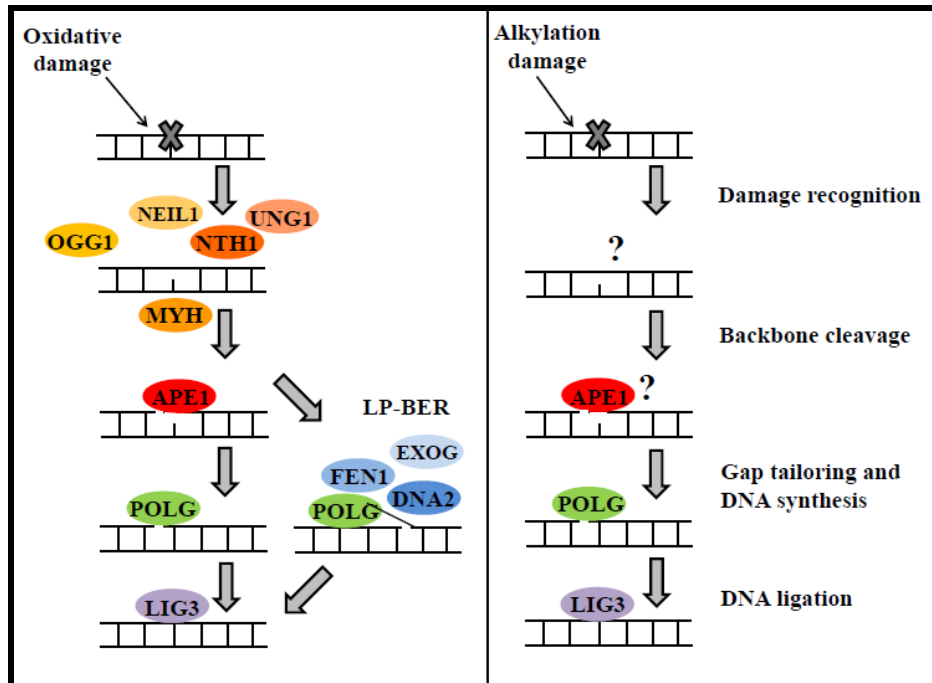 Oxidative
damage
NEIL1
UNG1
OGG1
NTH1
MYH
APE1
LP-BER
EXOG
FEN1
DNA2
POLG
POLG
LIG3
Alkylation
damage
Damage recognition
?
Backbone cleavage
APE1
?
Gap tailoring and
DNA synthesis
POLG
DNA ligation
LIG3